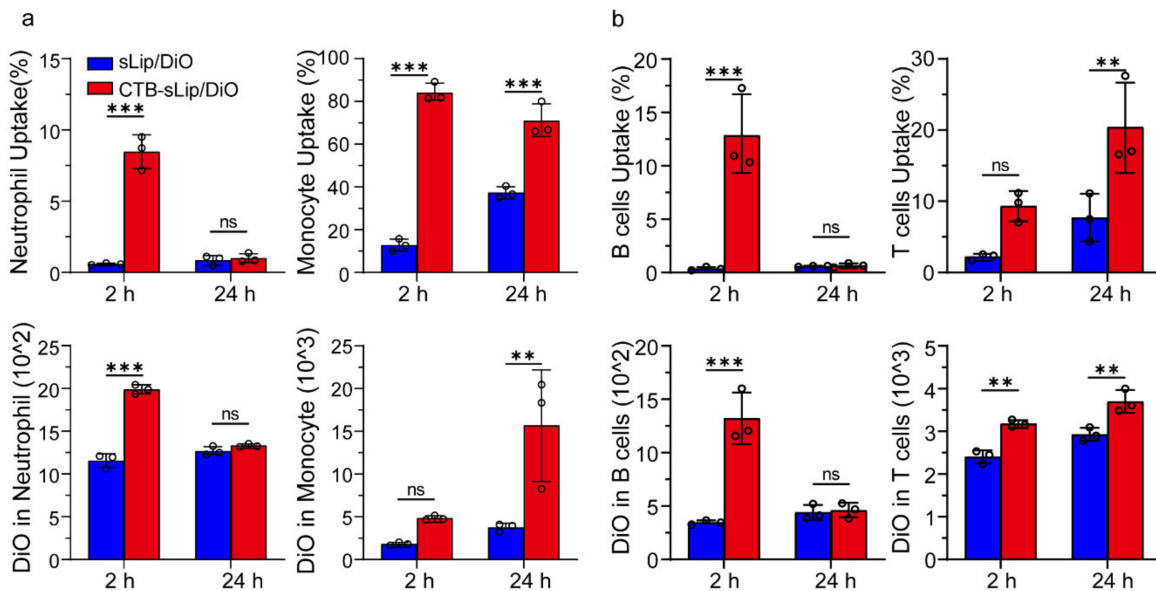 a
Neutrophil Uptake(%)
15
10
5
0
sLip/DiO
CTB-sLip/DiO
***
ns
2 h
24 h
Monocyte Uptake (%)
100
80
60
40
20
0
***
***
2 h
24 h
b
B cells Uptake (%)
20
15
10
5
0
***
ns
2 h
24 h
T cells Uptake (%)
30
20
10
0
ns
**
2 h
24 h
DiO in Neutrophil (10^2)
25
20
15
10
5
0
***
ns
2 h
24 h
DiO in Monocyte (10^3)
25
20
15
10
5
0
ns
**
2 h
24 h
DiO in B cells (10^2)
20
15
10
5
0
***
ns
2 h
24 h
DiO in T cells (10^3)
5
4
3
2
1
0
**
**
2 h
24 h